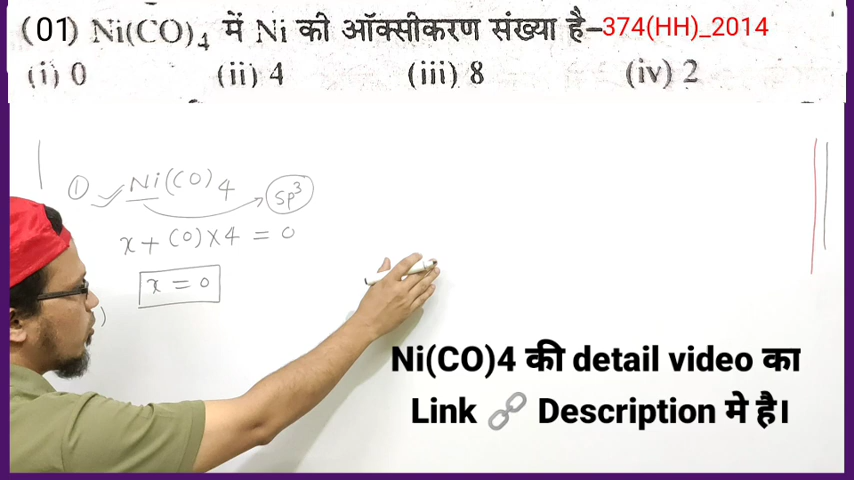 (01) Ni(CO)₄ में Ni की ऑक्सीकरण संख्या है–374(HH)_2014
(i) 0 (ii) 4 (iii) 8 (iv) 2
① Ni(CO)4 sp³
x + (0)×4 = 0
x = 0
Ni(CO)4 की detail video का
Link 🔗 Description मे है।